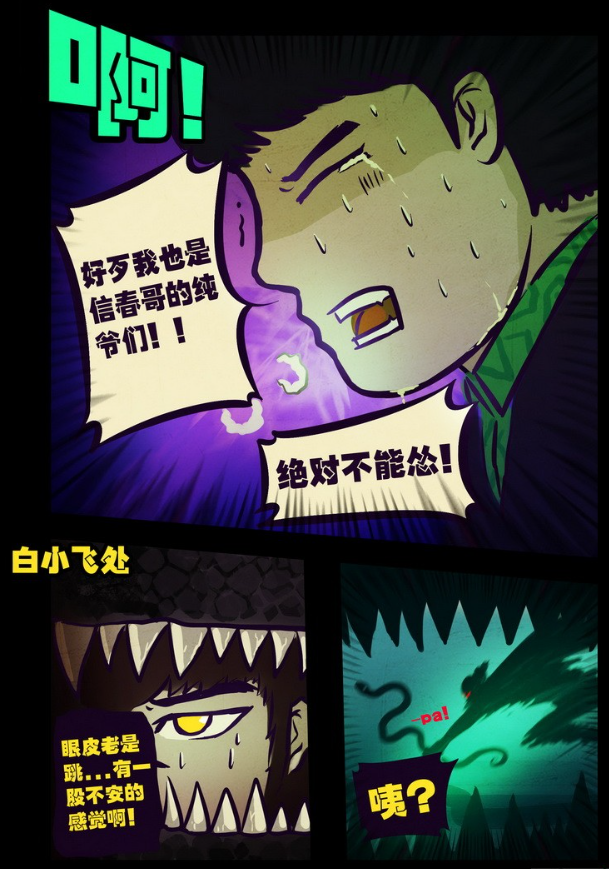 啊！
好歹我也是
信春哥的纯
爷们！！
绝对不能怂！
白小飞处
眼皮老是
跳...有一
股不安的
感觉啊！
-pa!
咦？